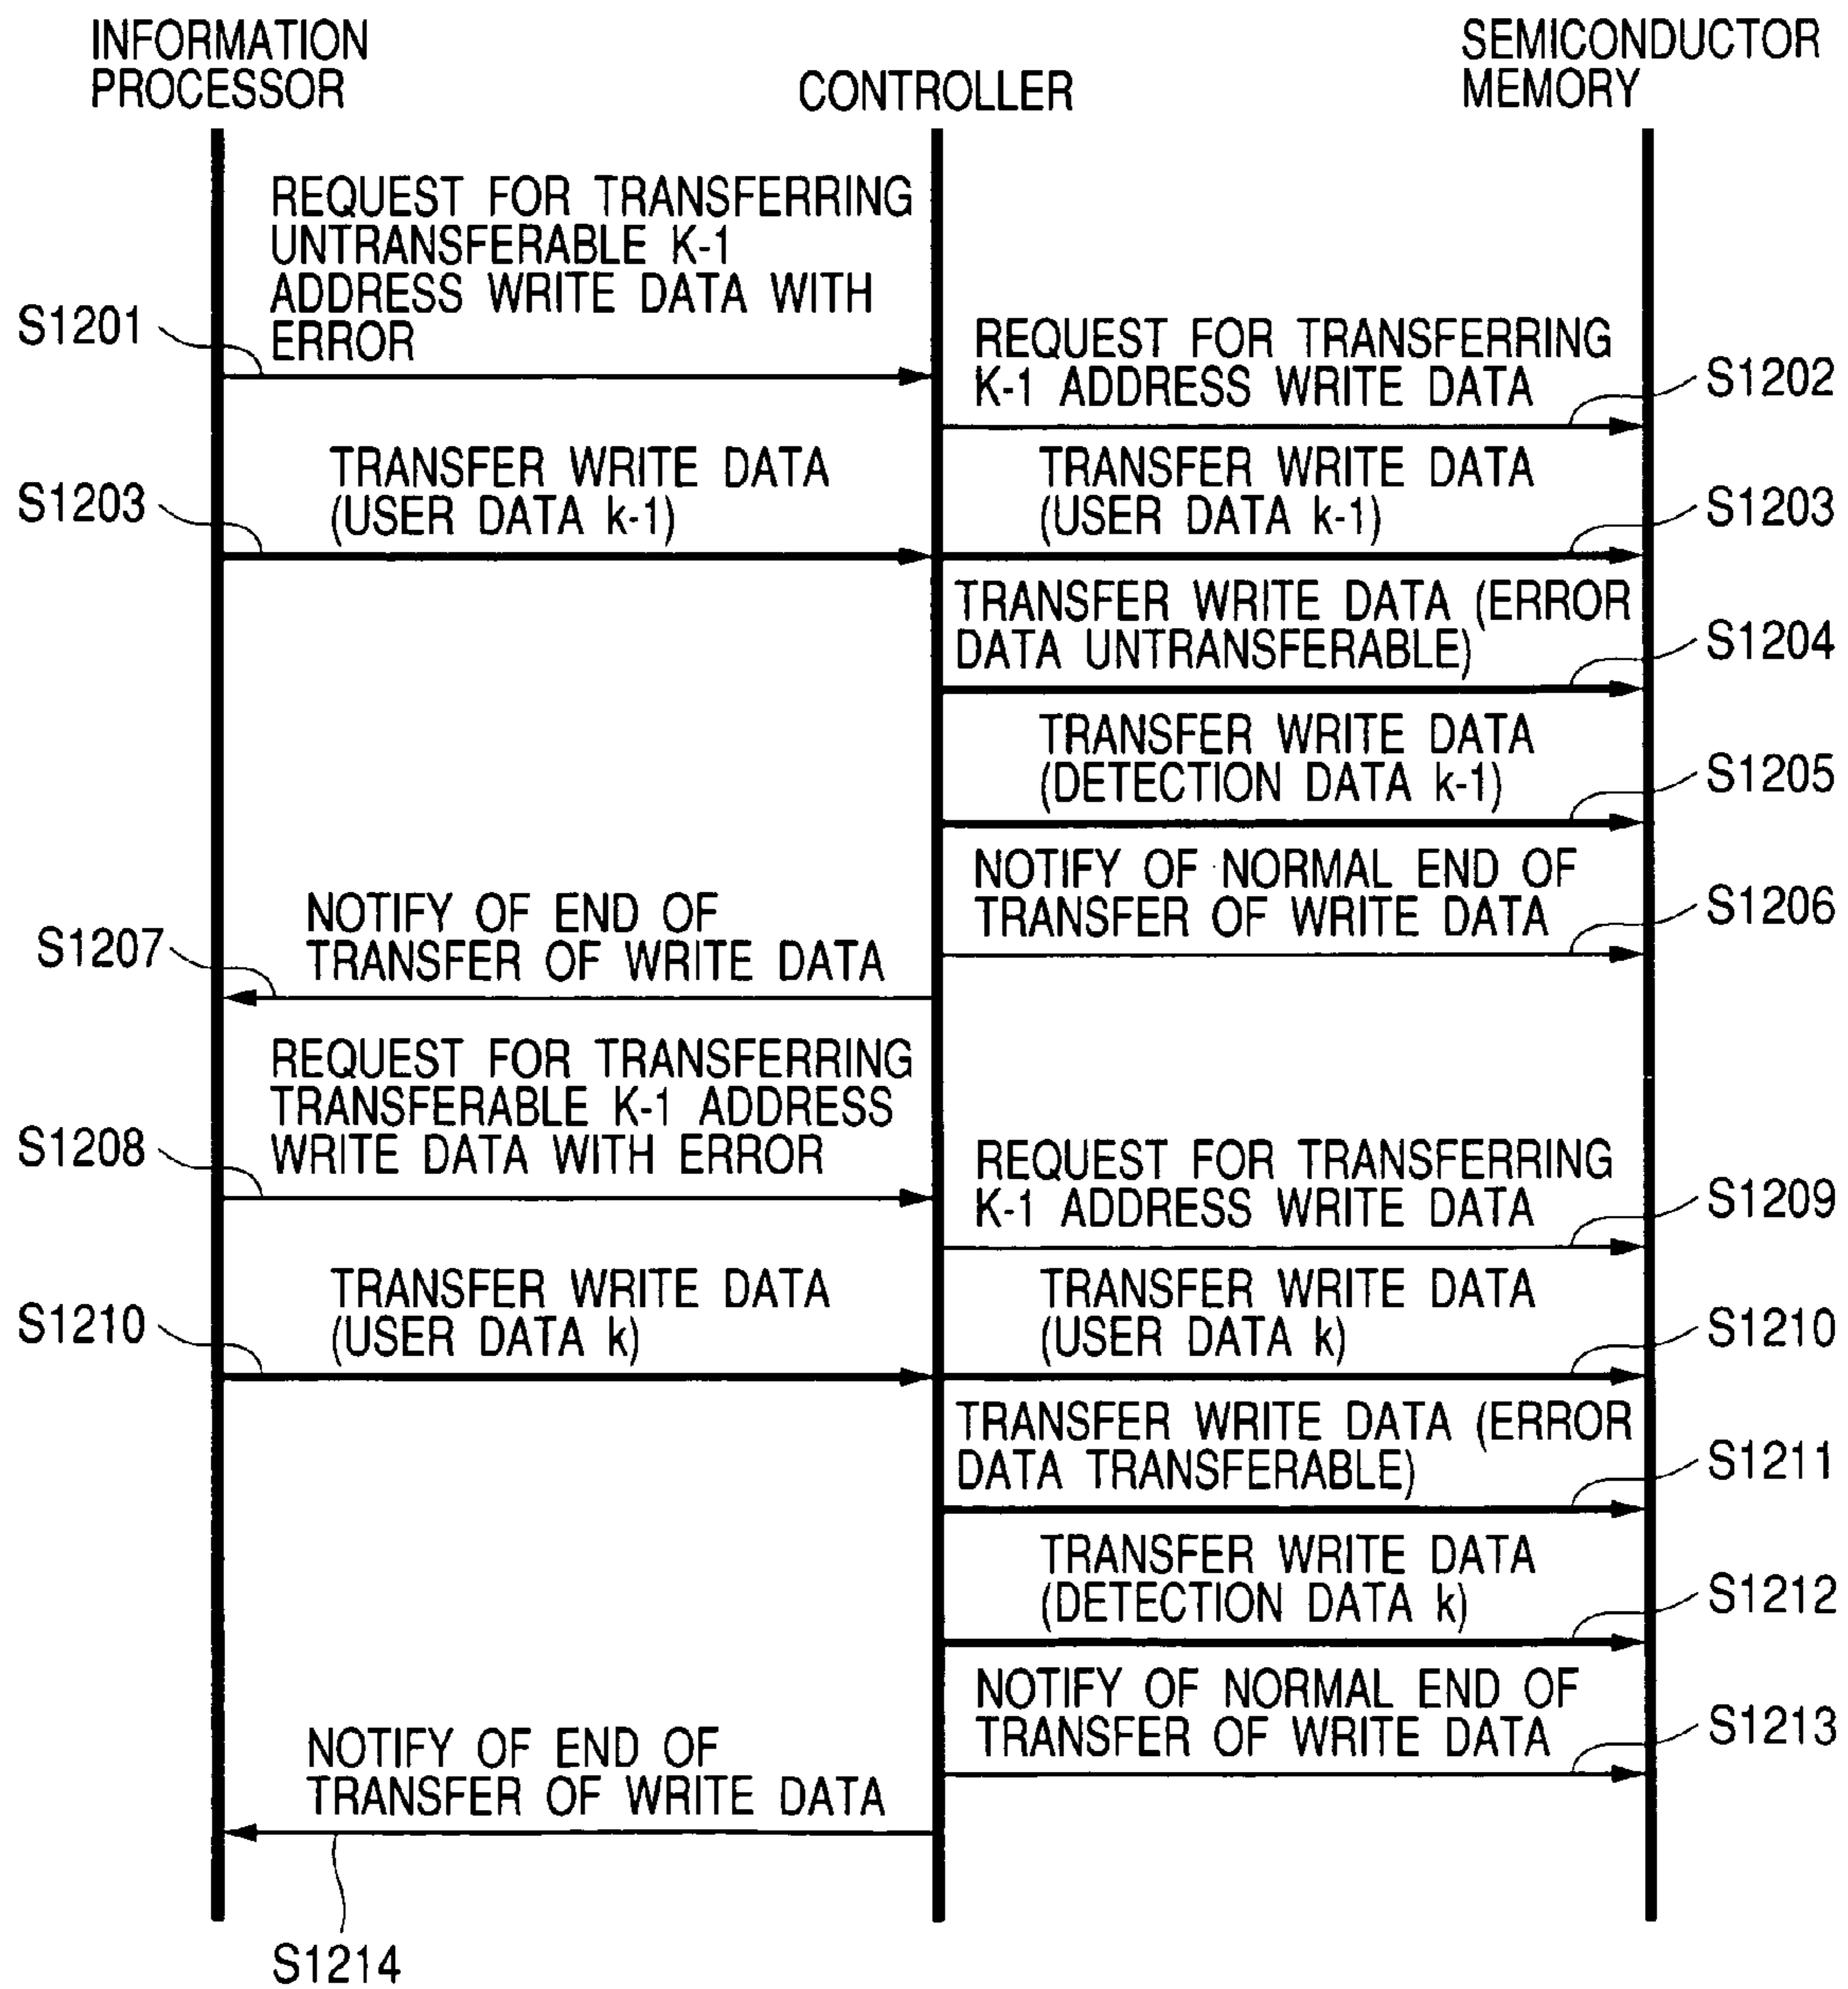 INFORMATION
PROCESSOR
CONTROLLER
SEMICONDUCTOR
MEMORY
REQUEST FOR TRANSFERRING
UNTRANSFERABLE K-1
ADDRESS WRITE DATA WITH
ERROR
S1201
REQUEST FOR TRANSFERRING
K-1 ADDRESS WRITE DATA
S1202
TRANSFER WRITE DATA
(USER DATA k-1)
S1203
TRANSFER WRITE DATA
(USER DATA k-1)
S1203
TRANSFER WRITE DATA (ERROR
DATA UNTRANSFERABLE)
S1204
TRANSFER WRITE DATA
(DETECTION DATA k-1)
S1205
NOTIFY OF NORMAL END OF
TRANSFER OF WRITE DATA
S1206
NOTIFY OF END OF
TRANSFER OF WRITE DATA
S1207
REQUEST FOR TRANSFERRING
TRANSFERABLE K-1 ADDRESS
WRITE DATA WITH ERROR
S1208
REQUEST FOR TRANSFERRING
K-1 ADDRESS WRITE DATA
S1209
TRANSFER WRITE DATA
(USER DATA k)
S1210
TRANSFER WRITE DATA
(USER DATA k)
S1210
TRANSFER WRITE DATA (ERROR
DATA TRANSFERABLE)
S1211
TRANSFER WRITE DATA
(DETECTION DATA k)
S1212
NOTIFY OF NORMAL END OF
TRANSFER OF WRITE DATA
S1213
NOTIFY OF END OF
TRANSFER OF WRITE DATA
S1214